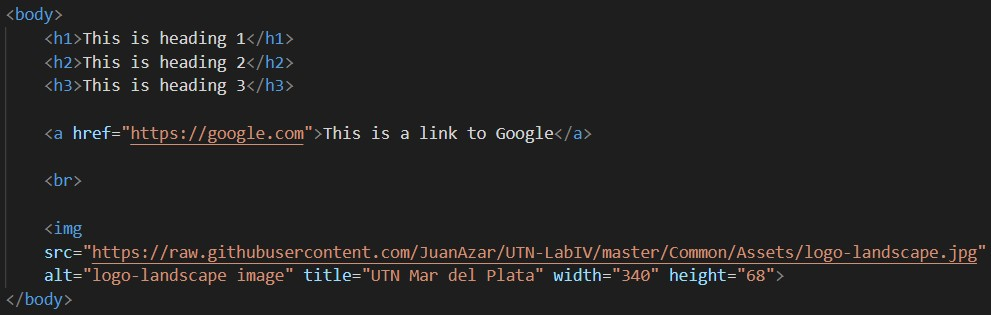 <body>
<h1>This is heading 1</h1>
<h2>This is heading 2</h2>
<h3>This is heading 3</h3>
<a href="https://google.com">This is a link to Google</a>
<br>
<img
src="https://raw.githubusercontent.com/JuanAzar/UTN-LabIV/master/Common/Assets/logo-landscape.jpg"
alt="logo-landscape image" title="UTN Mar del Plata" width="340" height="68">
</body>